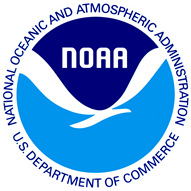 NATIONAL OCEANIC AND ATMOSPHERIC ADMINISTRATION
NOAA
U.S. DEPARTMENT OF COMMERCE